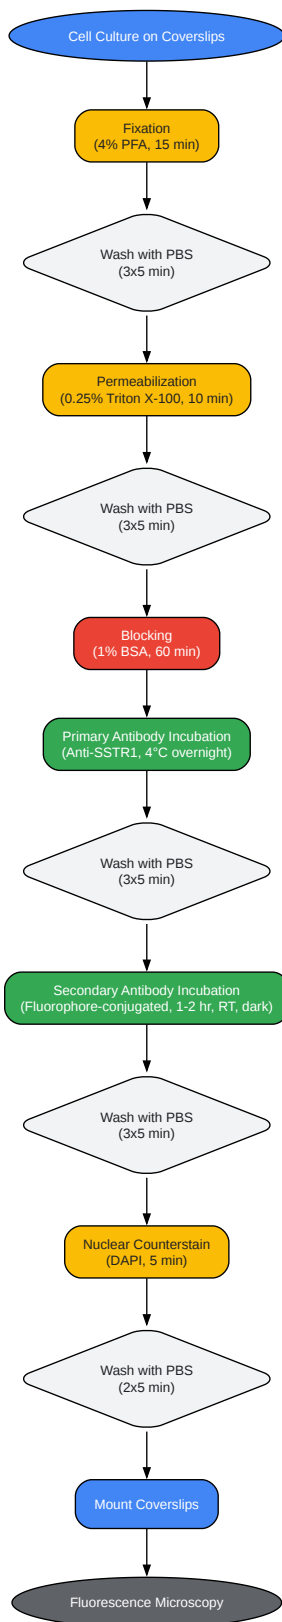 Cell Culture on Coverslips
Fixation
(4% PFA, 15 min)
Wash with PBS
(3x5 min)
Permeabilization
(0.25% Triton X-100, 10 min)
Wash with PBS
(3x5 min)
Blocking
(1% BSA, 60 min)
Primary Antibody Incubation
(Anti-SSTR1, 4°C overnight)
Wash with PBS
(3x5 min)
Secondary Antibody Incubation
(Fluorophore-conjugated, 1-2 hr, RT, dark)
Wash with PBS
(3x5 min)
Nuclear Counterstain
(DAPI, 5 min)
Wash with PBS
(2x5 min)
Mount Coverslips
Fluorescence Microscopy